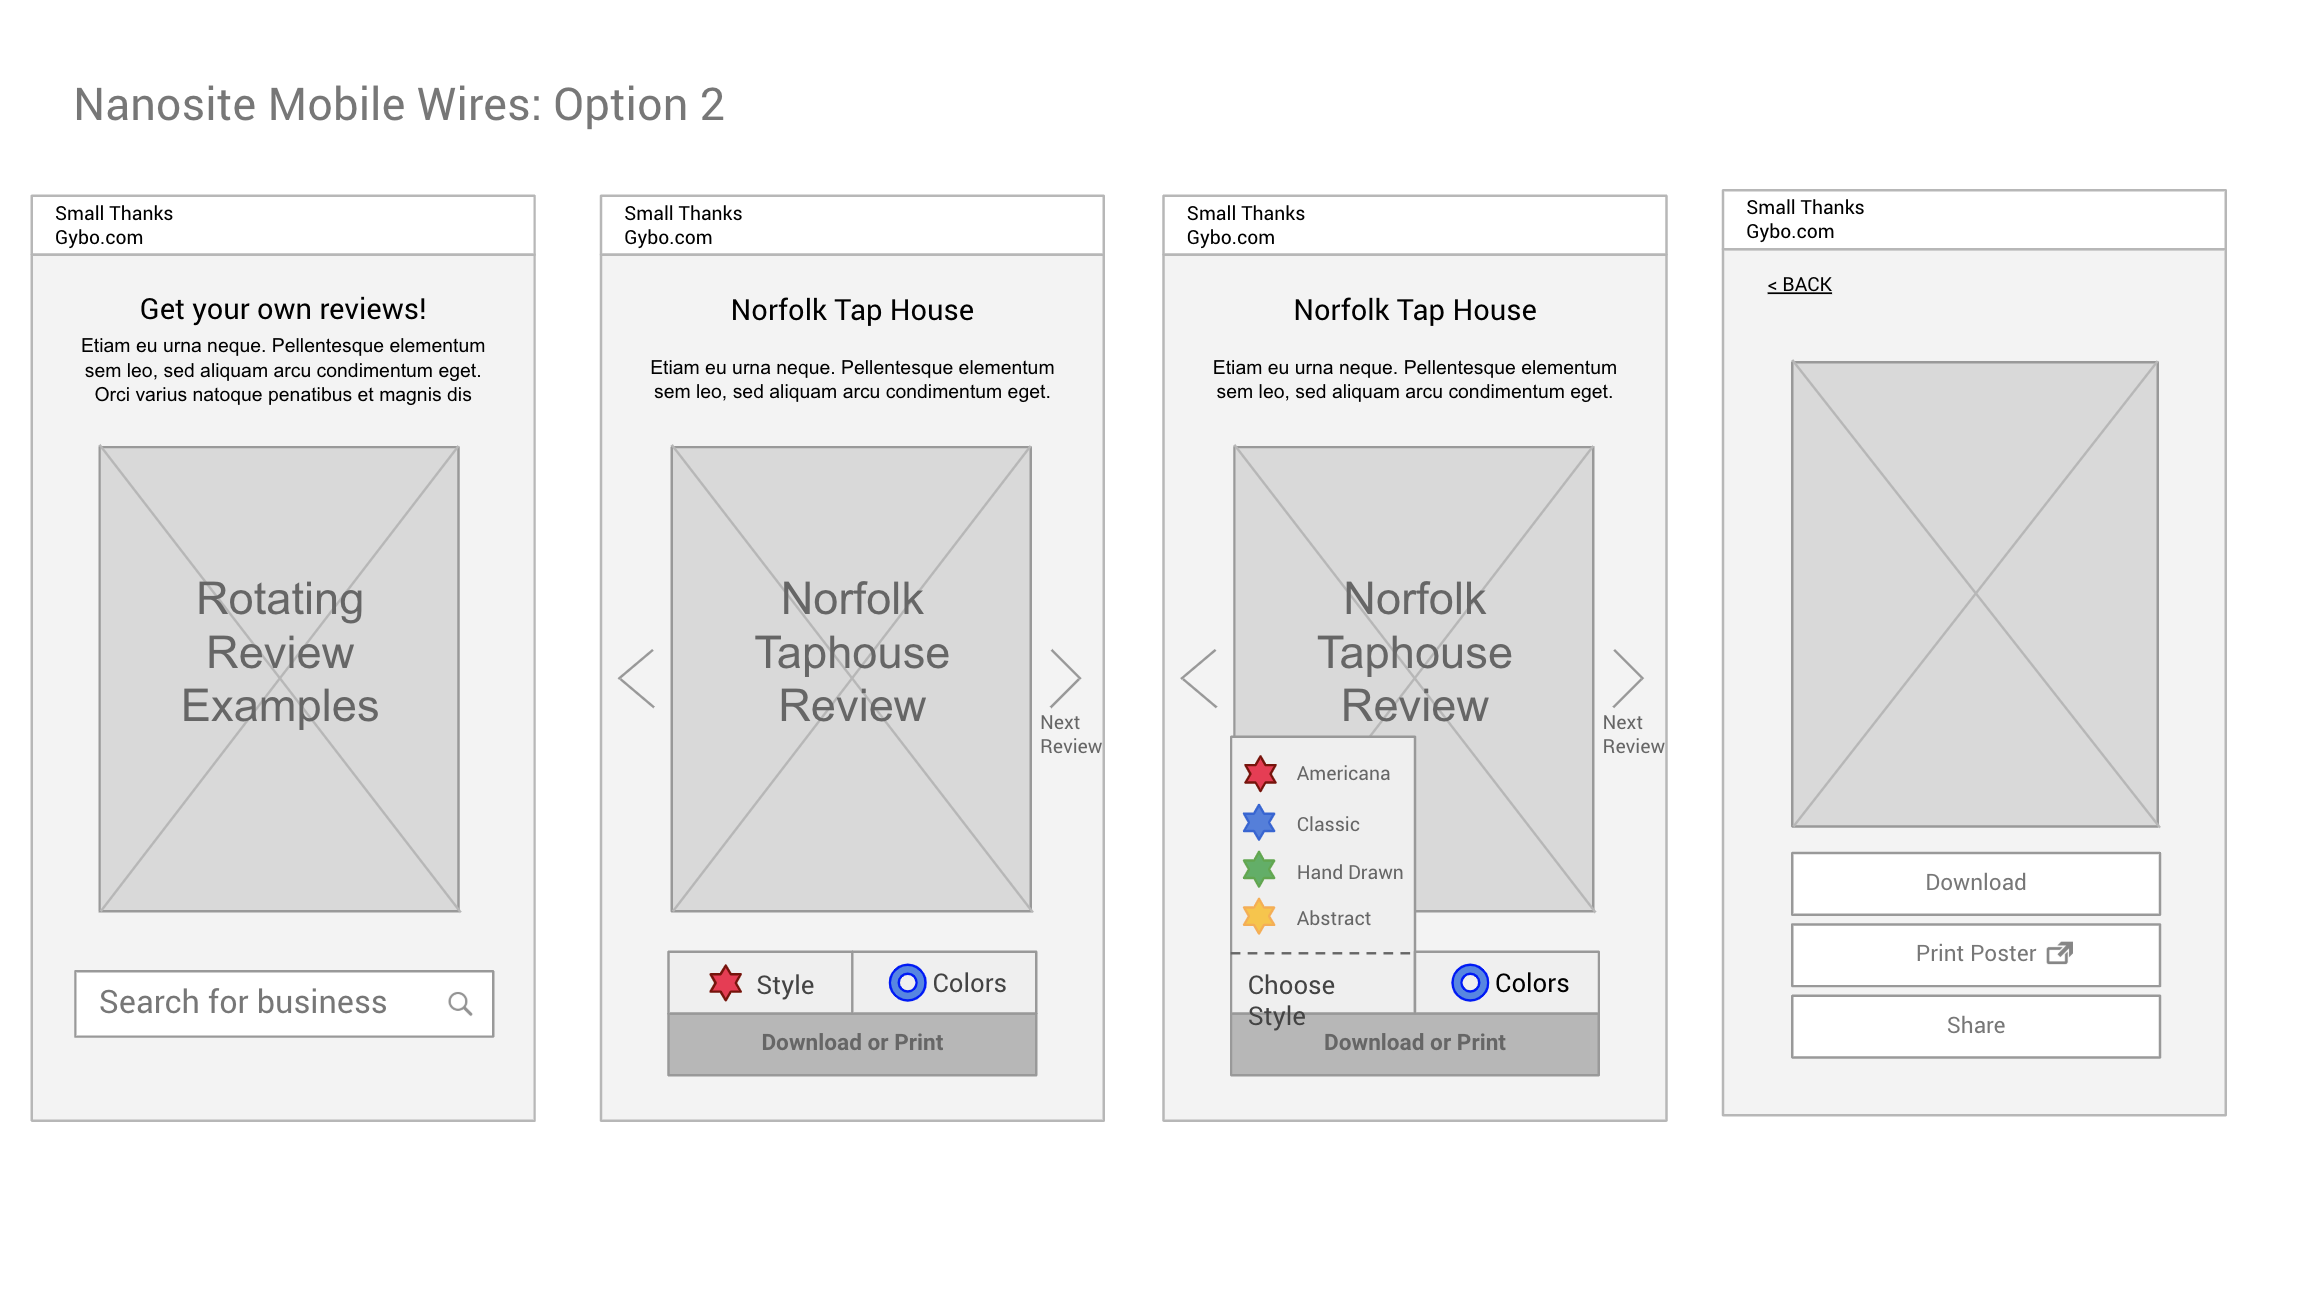 Nanosite Mobile Wires: Option 2
Small Thanks
Gybo.com
Get your own reviews!
Etiam eu urna neque. Pellentesque elementum
sem leo, sed aliquam arcu condimentum eget.
Orci varius natoque penatibus et magnis dis
Rotating
Review
Examples
Search for business
Small Thanks
Gybo.com
Norfolk Tap House
Etiam eu urna neque. Pellentesque elementum
sem leo, sed aliquam arcu condimentum eget.
Norfolk
Taphouse
Review
Next
Review
Style
Colors
Download or Print
Small Thanks
Gybo.com
Norfolk Tap House
Etiam eu urna neque. Pellentesque elementum
sem leo, sed aliquam arcu condimentum eget.
Norfolk
Taphouse
Review
Next
Review
Americana
Classic
Hand Drawn
Abstract
Choose
Style
Colors
Download or Print
Small Thanks
Gybo.com
< BACK
Download
Print Poster
Share